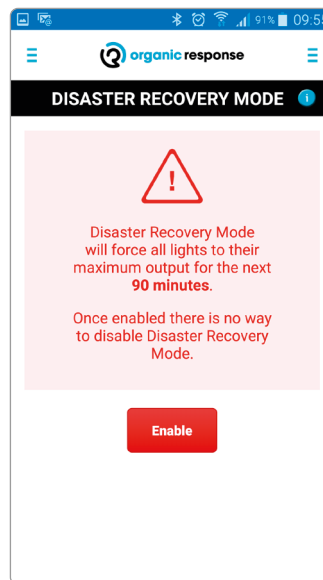 91% 09:55
organic response
DISASTER RECOVERY MODE i
!
Disaster Recovery Mode
will force all lights to their
maximum output for the next
90 minutes.
Once enabled there is no way
to disable Disaster Recovery
Mode.
Enable